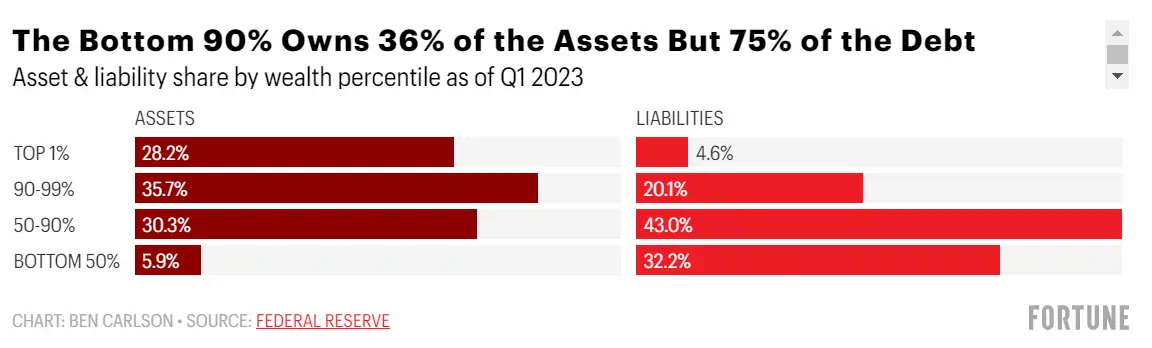 The Bottom 90% Owns 36% of the Assets But 75% of the Debt
Asset & liability share by wealth percentile as of Q1 2023
ASSETS LIABILITIES
TOP 1% 28.2% 4.6%
90-99% 35.7% 20.1%
50-90% 30.3% 43.0%
BOTTOM 50% 5.9% 32.2%
CHART: BEN CARLSON • SOURCE: FEDERAL RESERVE FORTUNE